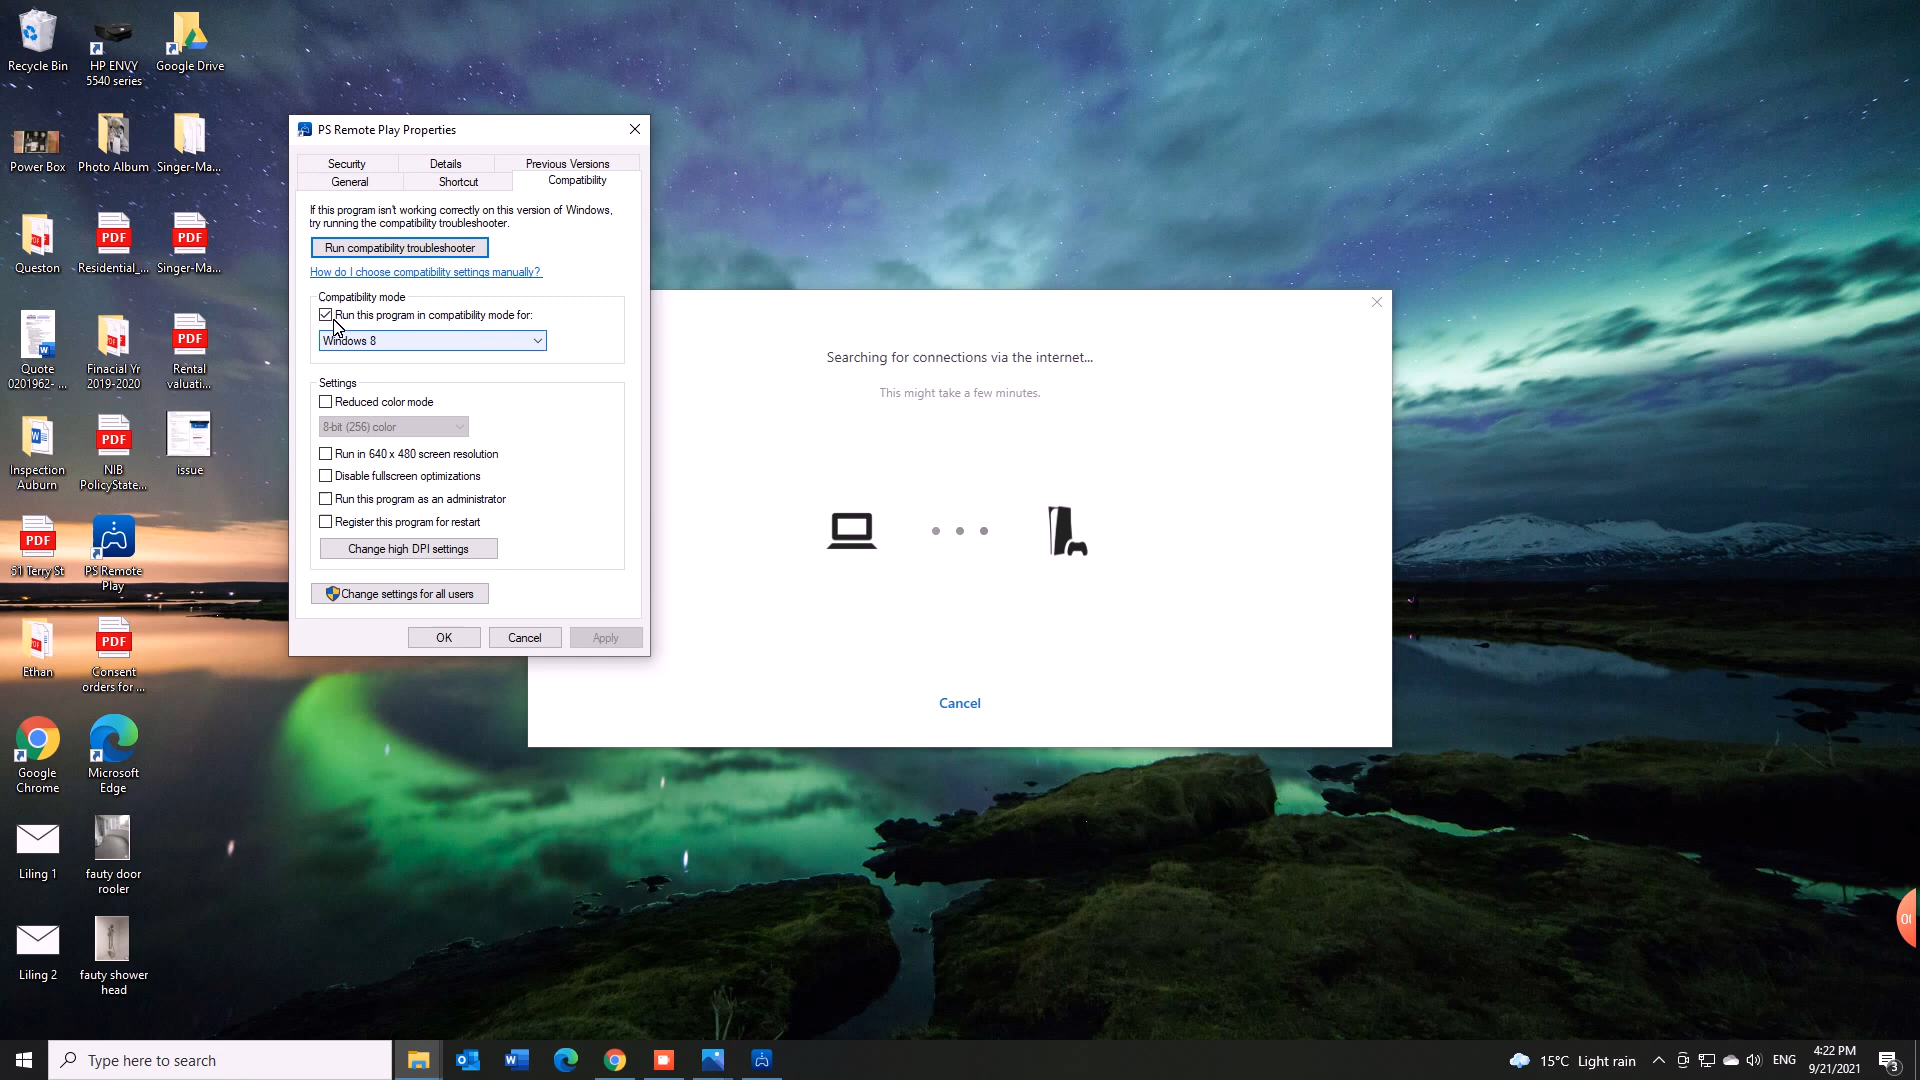 Recycle Bin
HP ENVY
5540 series
Google Drive
Power Box
Photo Album
Singer-Ma...
Queston
Residential_...
Singer-Ma...
Quote
0201962- ...
Finacial Yr
2019-2020
Rental
valuati...
Inspection
Auburn
NIB
PolicyState...
issue
51 Terry St
PS Remote
Play
Ethan
Consent
orders for ...
Google
Chrome
Microsoft
Edge
Liling 1
fauty door
rooler
Liling 2
fauty shower
head
PS Remote Play Properties
Security
Details
Previous Versions
General
Shortcut
Compatibility
If this program isn't working correctly on this version of Windows,
try running the compatibility troubleshooter.
Run compatibility troubleshooter
How do I choose compatibility settings manually?
Compatibility mode
Run this program in compatibility mode for:
Windows 8
Settings
Reduced color mode
8-bit (256) color
Run in 640 x 480 screen resolution
Disable fullscreen optimizations
Run this program as an administrator
Register this program for restart
Change high DPI settings
Change settings for all users
OK
Cancel
Apply
Searching for connections via the internet...
This might take a few minutes.
Cancel
Type here to search
15°C Light rain
ENG
4:22 PM
9/21/2021
3
PDF
PDF
PDF
PDF
PDF
PDF